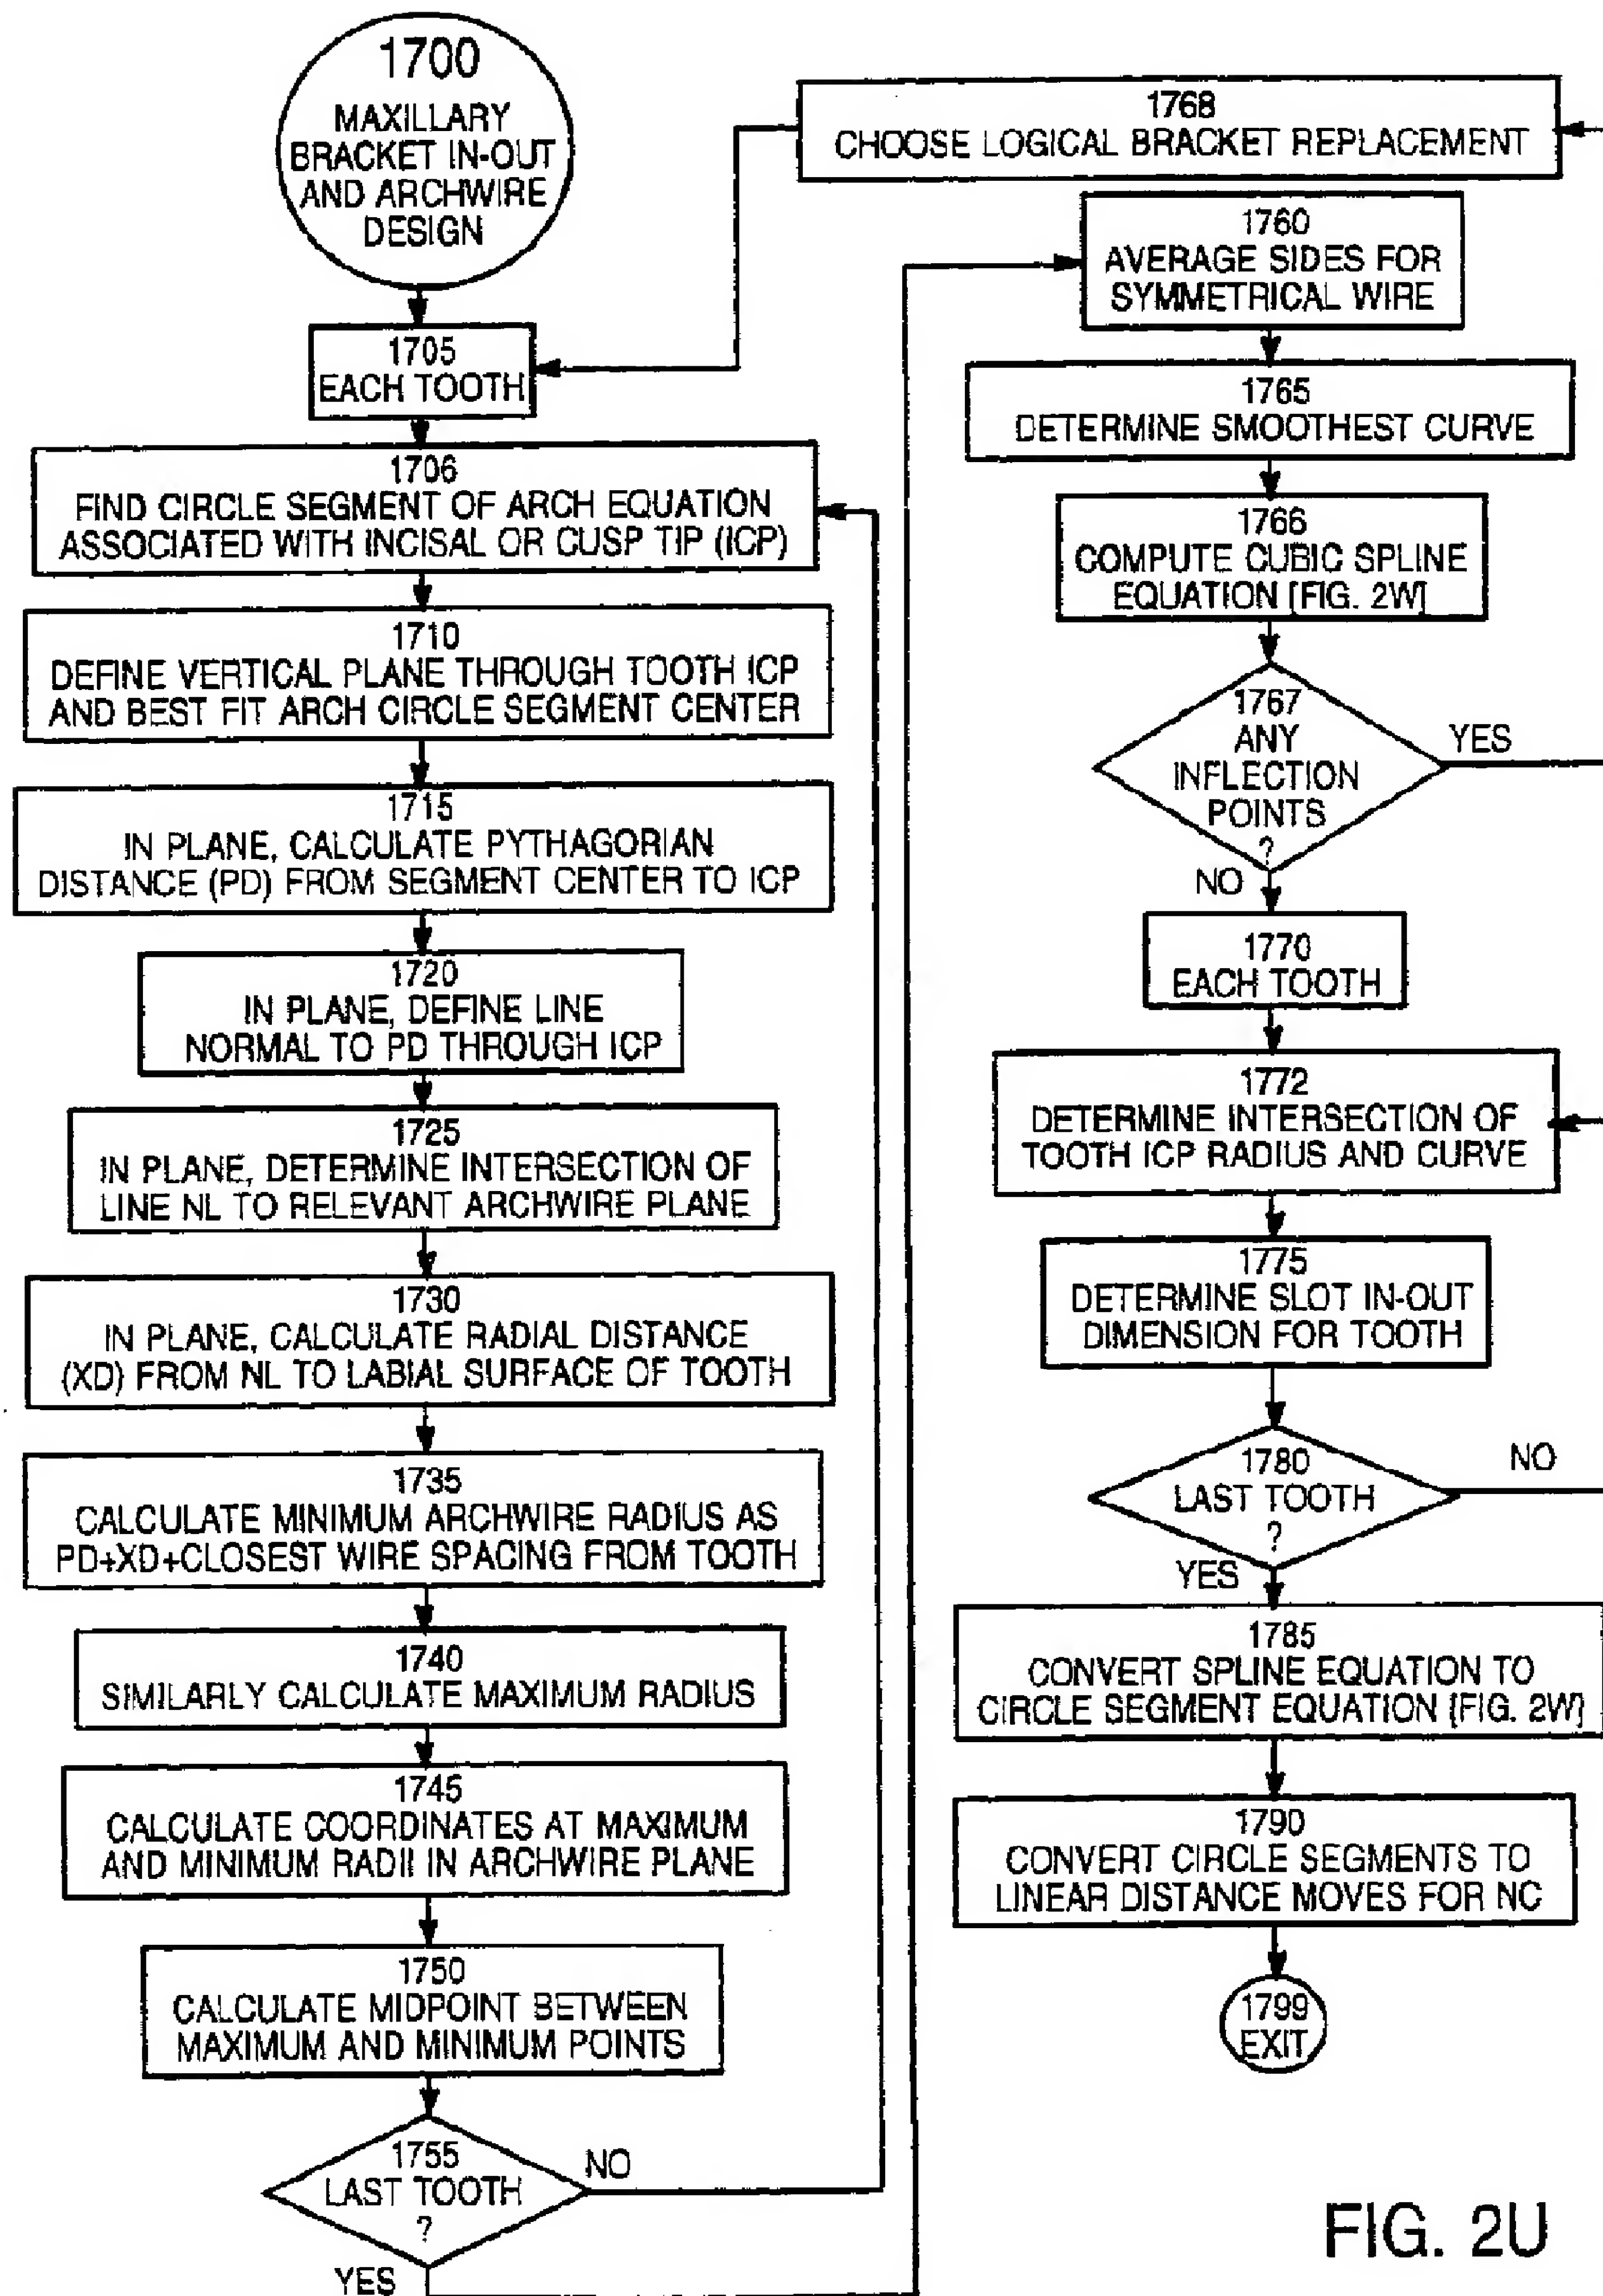 1700
MAXILLARY
BRACKET IN-OUT
AND ARCHWIRE
DESIGN
1705
EACH TOOTH
1706
FIND CIRCLE SEGMENT OF ARCH EQUATION
ASSOCIATED WITH INCISAL OR CUSP TIP (ICP)
1710
DEFINE VERTICAL PLANE THROUGH TOOTH ICP
AND BEST FIT ARCH CIRCLE SEGMENT CENTER
1715
IN PLANE, CALCULATE PYTHAGORIAN
DISTANCE (PD) FROM SEGMENT CENTER TO ICP
1720
IN PLANE, DEFINE LINE
NORMAL TO PD THROUGH ICP
1725
IN PLANE, DETERMINE INTERSECTION OF
LINE NL TO RELEVANT ARCHWIRE PLANE
1730
IN PLANE, CALCULATE RADIAL DISTANCE
(XD) FROM NL TO LABIAL SURFACE OF TOOTH
1735
CALCULATE MINIMUM ARCHWIRE RADIUS AS
PD+XD+CLOSEST WIRE SPACING FROM TOOTH
1740
SIMILARLY CALCULATE MAXIMUM RADIUS
1745
CALCULATE COORDINATES AT MAXIMUM
AND MINIMUM RADII IN ARCHWIRE PLANE
1750
CALCULATE MIDPOINT BETWEEN
MAXIMUM AND MINIMUM POINTS
1755
LAST TOOTH
?
NO
YES
1768
CHOOSE LOGICAL BRACKET REPLACEMENT
1760
AVERAGE SIDES FOR
SYMMETRICAL WIRE
1765
DETERMINE SMOOTHEST CURVE
1766
COMPUTE CUBIC SPLINE
EQUATION [FIG. 2W]
1767
ANY
INFLECTION
POINTS
?
YES
NO
1770
EACH TOOTH
1772
DETERMINE INTERSECTION OF
TOOTH ICP RADIUS AND CURVE
1775
DETERMINE SLOT IN-OUT
DIMENSION FOR TOOTH
1780
LAST TOOTH
?
NO
YES
1785
CONVERT SPLINE EQUATION TO
CIRCLE SEGMENT EQUATION [FIG. 2W]
1790
CONVERT CIRCLE SEGMENTS TO
LINEAR DISTANCE MOVES FOR NC
1799
EXIT
FIG. 2U